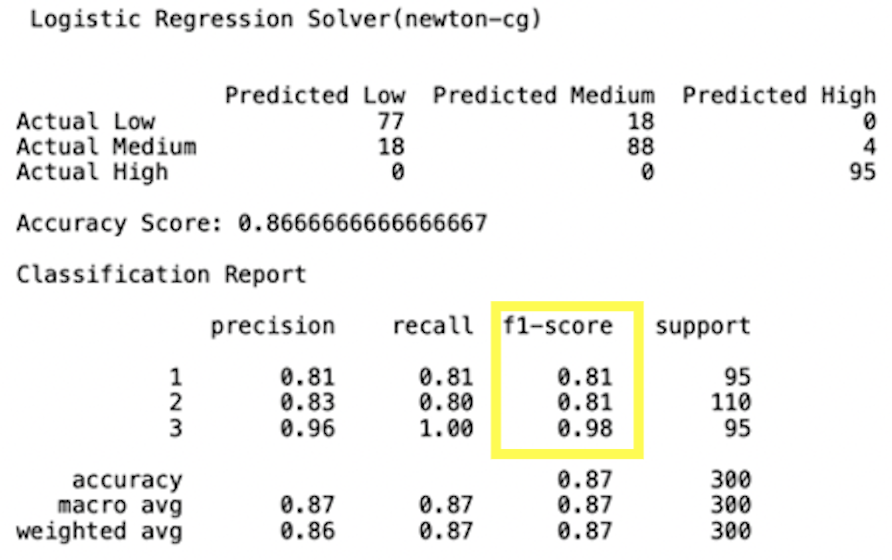 Logistic Regression Solver(newton-cg)
Predicted Low Predicted Medium Predicted High
Actual Low 77 18 0
Actual Medium 18 88 4
Actual High 0 0 95
Accuracy Score: 0.8666666666666667
Classification Report
precision recall f1-score support
1 0.81 0.81 0.81 95
2 0.83 0.80 0.81 110
3 0.96 1.00 0.98 95
accuracy 0.87 300
macro avg 0.87 0.87 0.87 300
weighted avg 0.86 0.87 0.87 300